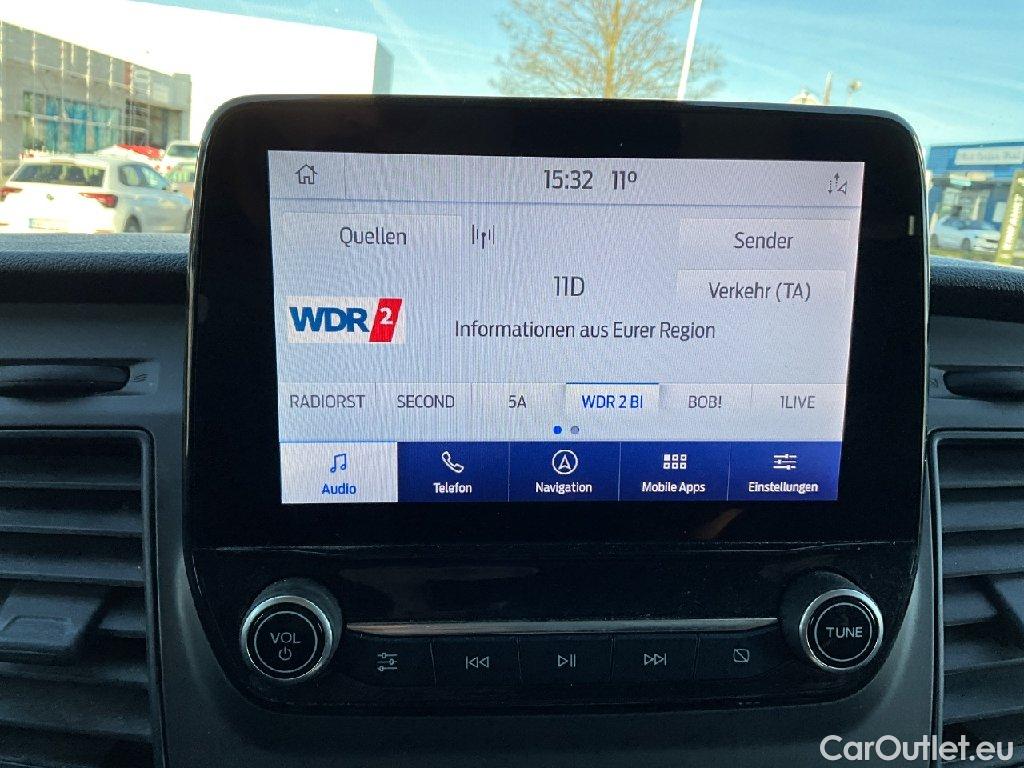 15:32 11°
Quellen
Sender
11D
Verkehr (TA)
WDR 2
Informationen aus Eurer Region
RADIORST SECOND 5A WDR 2 BI BOB! 1LIVE
Audio Telefon Navigation Mobile Apps Einstellungen
VOL
TUNE
CarOutlet.eu